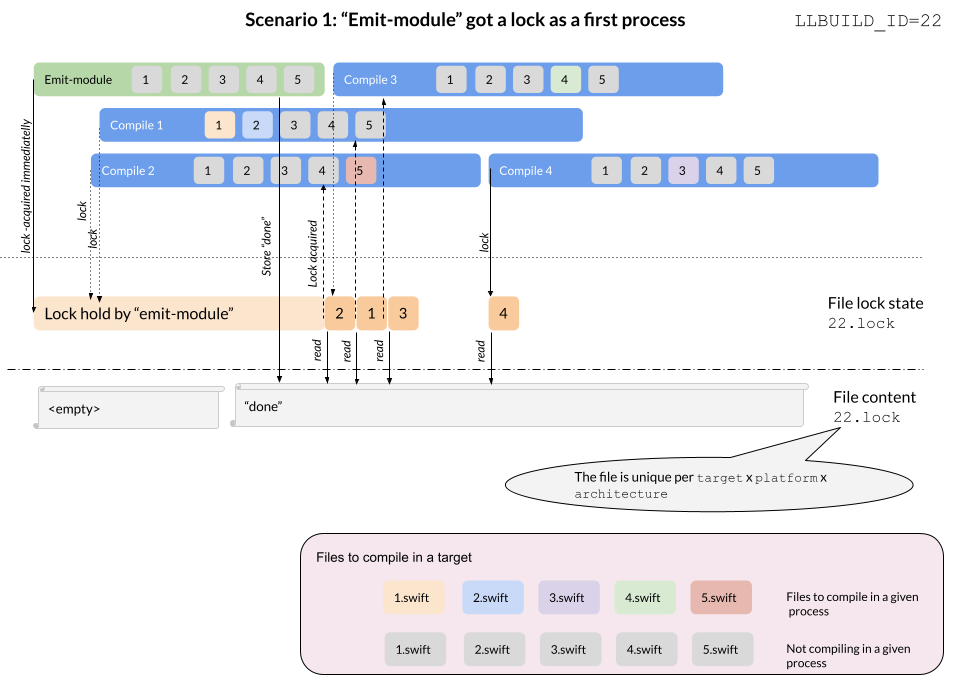 Scenario 1: “Emit-module” got a lock as a first process
LLBUILD_ID=22
Emit-module 1 2 3 4 5
Compile 3 1 2 3 4 5
Compile 1 1 2 3 4 5
Compile 2 1 2 3 4 5
Compile 4 1 2 3 4 5
lock -acquired immediatelly
lock
lock
Store “done”
Lock acquired
lock
Lock hold by “emit-module”
2 1 3 4
File lock state
22.lock
read
read
read
read
<empty>
“done”
File content
22.lock
The file is unique per target x platform x
architecture
Files to compile in a target
1.swift 2.swift 3.swift 4.swift 5.swift
Files to compile in a given
process
1.swift 2.swift 3.swift 4.swift 5.swift
Not compiling in a given
process